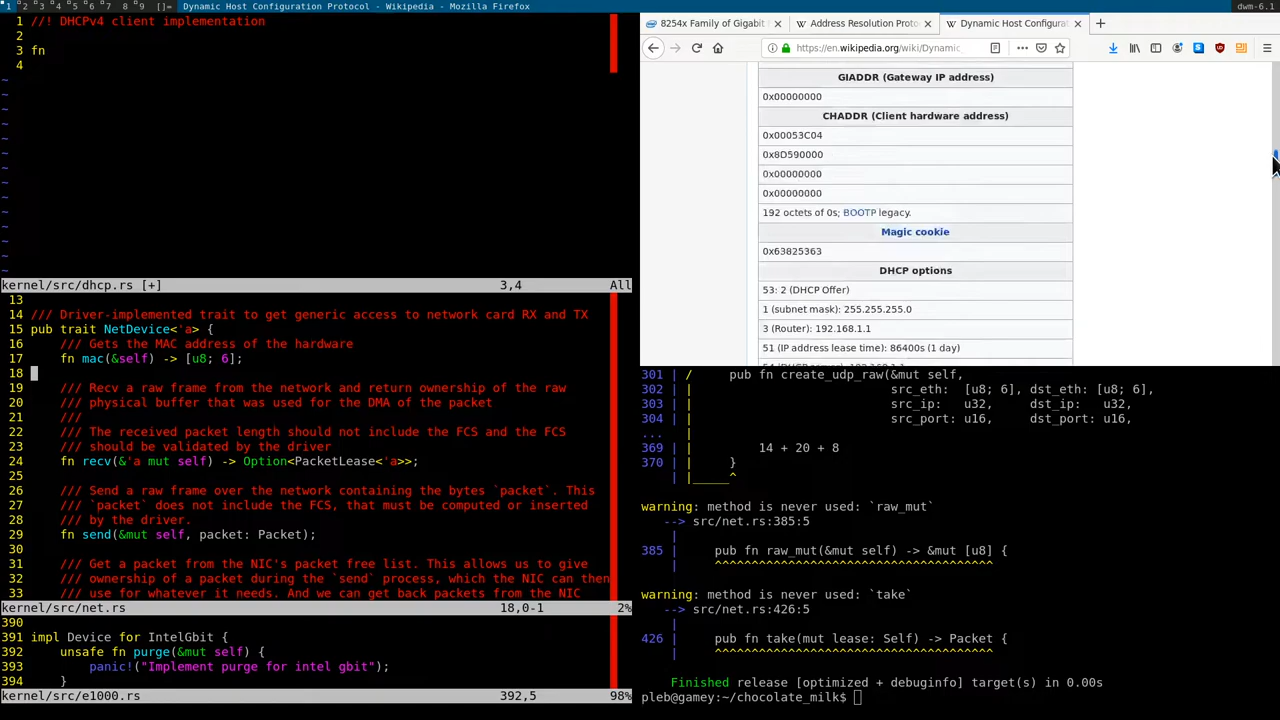 1 2 3 4 5 6 7 8 9 []= Dynamic Host Configuration Protocol - Wikipedia - Mozilla Firefox dwm-6.1
1 //! DHCPv4 client implementation
2
3 fn
4
~
~
~
~
~
~
~
~
~
~
~
~
~
~
kernel/src/dhcp.rs [+] 3,4 All
13
14 /// Driver-implemented trait to get generic access to network card RX and TX
15 pub trait NetDevice<'a> {
16 /// Gets the MAC address of the hardware
17 fn mac(&self) -> [u8; 6];
18
19 /// Recv a raw frame from the network and return ownership of the raw
20 /// physical buffer that was used for the DMA of the packet
21 ///
22 /// The received packet length should not include the FCS and the FCS
23 /// should be validated by the driver
24 fn recv(&'a mut self) -> Option<PacketLease<'a>>;
25
26 /// Send a raw frame over the network containing the bytes `packet`. This
27 /// `packet` does not include the FCS, that must be computed or inserted
28 /// by the driver.
29 fn send(&mut self, packet: Packet);
30
31 /// Get a packet from the NIC's packet free list. This allows us to give
32 /// ownership of a packet during the `send` process, which the NIC can then
33 /// use for whatever it needs. And we can get back packets from the NIC
kernel/src/net.rs 18,0-1 2%
390
391 impl Device for IntelGbit {
392 unsafe fn purge(&mut self) {
393 panic!("Implement purge for intel gbit");
394 }
kernel/src/e1000.rs 392,5 98%
8254x Family of Gigabit Address Resolution Proto Dynamic Host Configura
https://en.wikipedia.org/wiki/Dynamic
GIADDR (Gateway IP address)
0x00000000
CHADDR (Client hardware address)
0x00053C04
0x8D590000
0x00000000
0x00000000
192 octets of 0s; BOOTP legacy.
Magic cookie
0x63825363
DHCP options
53: 2 (DHCP Offer)
1 (subnet mask): 255.255.255.0
3 (Router): 192.168.1.1
51 (IP address lease time): 86400s (1 day)
301 | / pub fn create_udp_raw(&mut self,
302 | | src_eth: [u8; 6], dst_eth: [u8; 6],
303 | | src_ip: u32, dst_ip: u32,
304 | | src_port: u16, dst_port: u16,
... |
369 | | 14 + 20 + 8
370 | | }
| |_____^
warning: method is never used: `raw_mut`
--> src/net.rs:385:5
|
385 | pub fn raw_mut(&mut self) -> &mut [u8] {
| ^^^^^^^^^^^^^^^^^^^^^^^^^^^^^^^^^^
warning: method is never used: `take`
--> src/net.rs:426:5
|
426 | pub fn take(mut lease: Self) -> Packet {
| ^^^^^^^^^^^^^^^^^^^^^^^^^^^^^^^^^^
Finished release [optimized + debuginfo] target(s) in 0.00s
pleb@gamey:~/chocolate_milk$